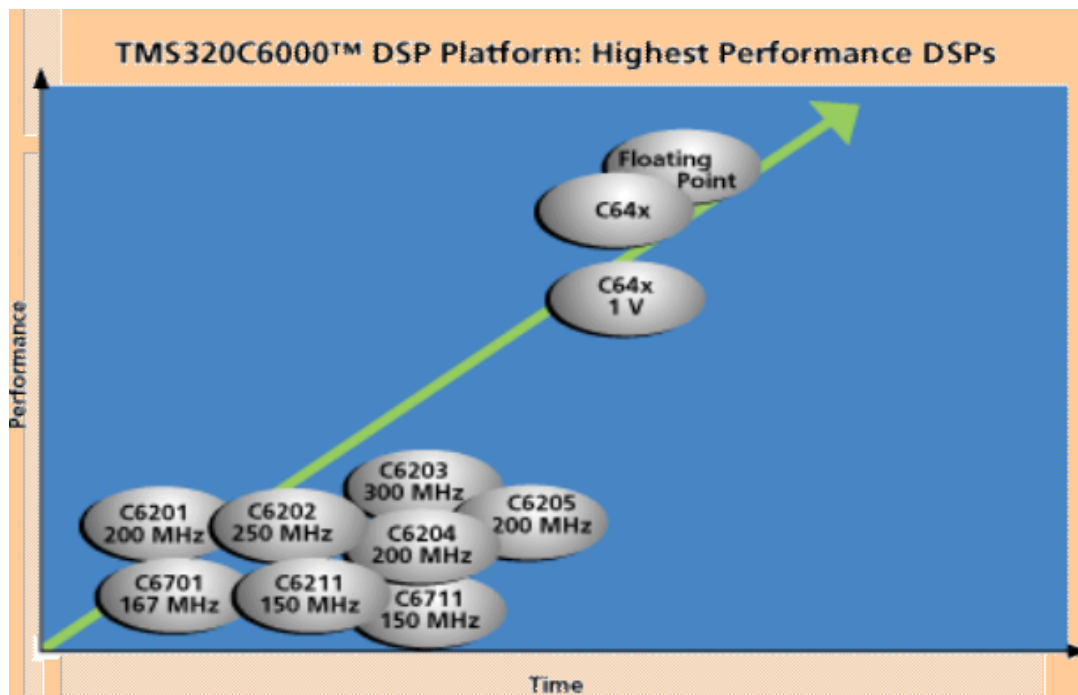 TMS320C6000™ DSP Platform: Highest Performance DSPs
Performance
Floating
Point
C64x
C64x
1 V
C6203
300 MHz
C6201
200 MHz
C6202
250 MHz
C6204
200 MHz
C6205
200 MHz
C6701
167 MHz
C6211
150 MHz
C6711
150 MHz
Time